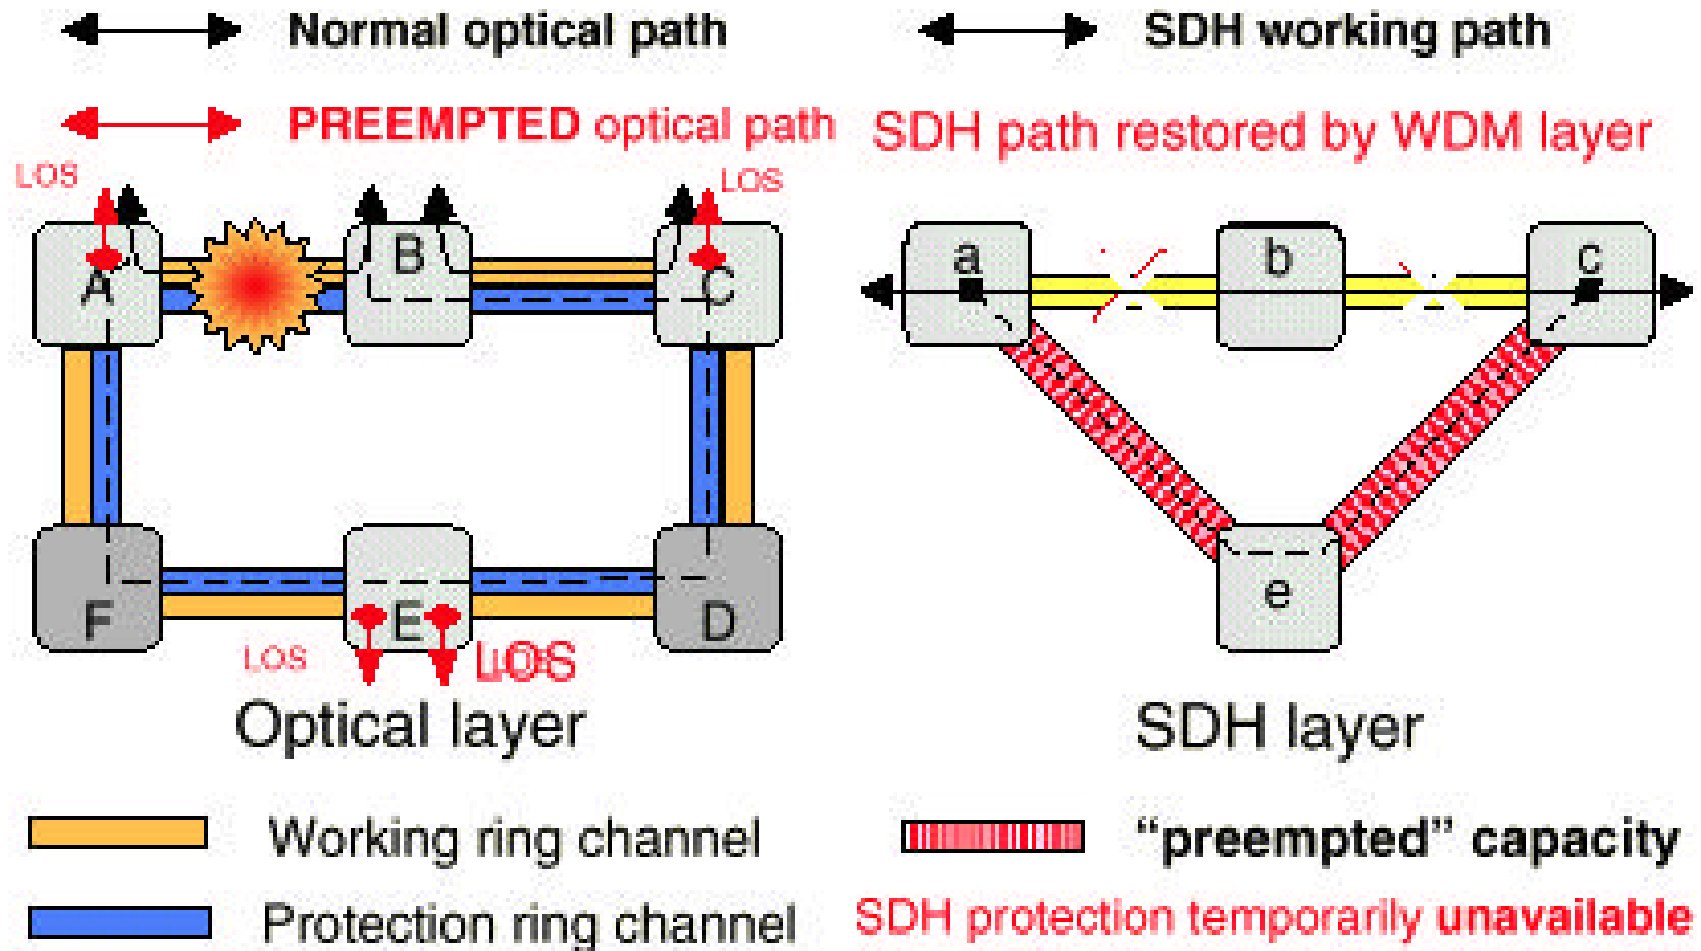 Normal optical path
SDH working path
PREEMPTED optical path
SDH path restored by WDM layer
LOS
LOS
A
B
C
a
b
c
F
E
D
e
LOS
LOS
Optical layer
SDH layer
Working ring channel
“preempted” capacity
Protection ring channel
SDH protection temporarily unavailable